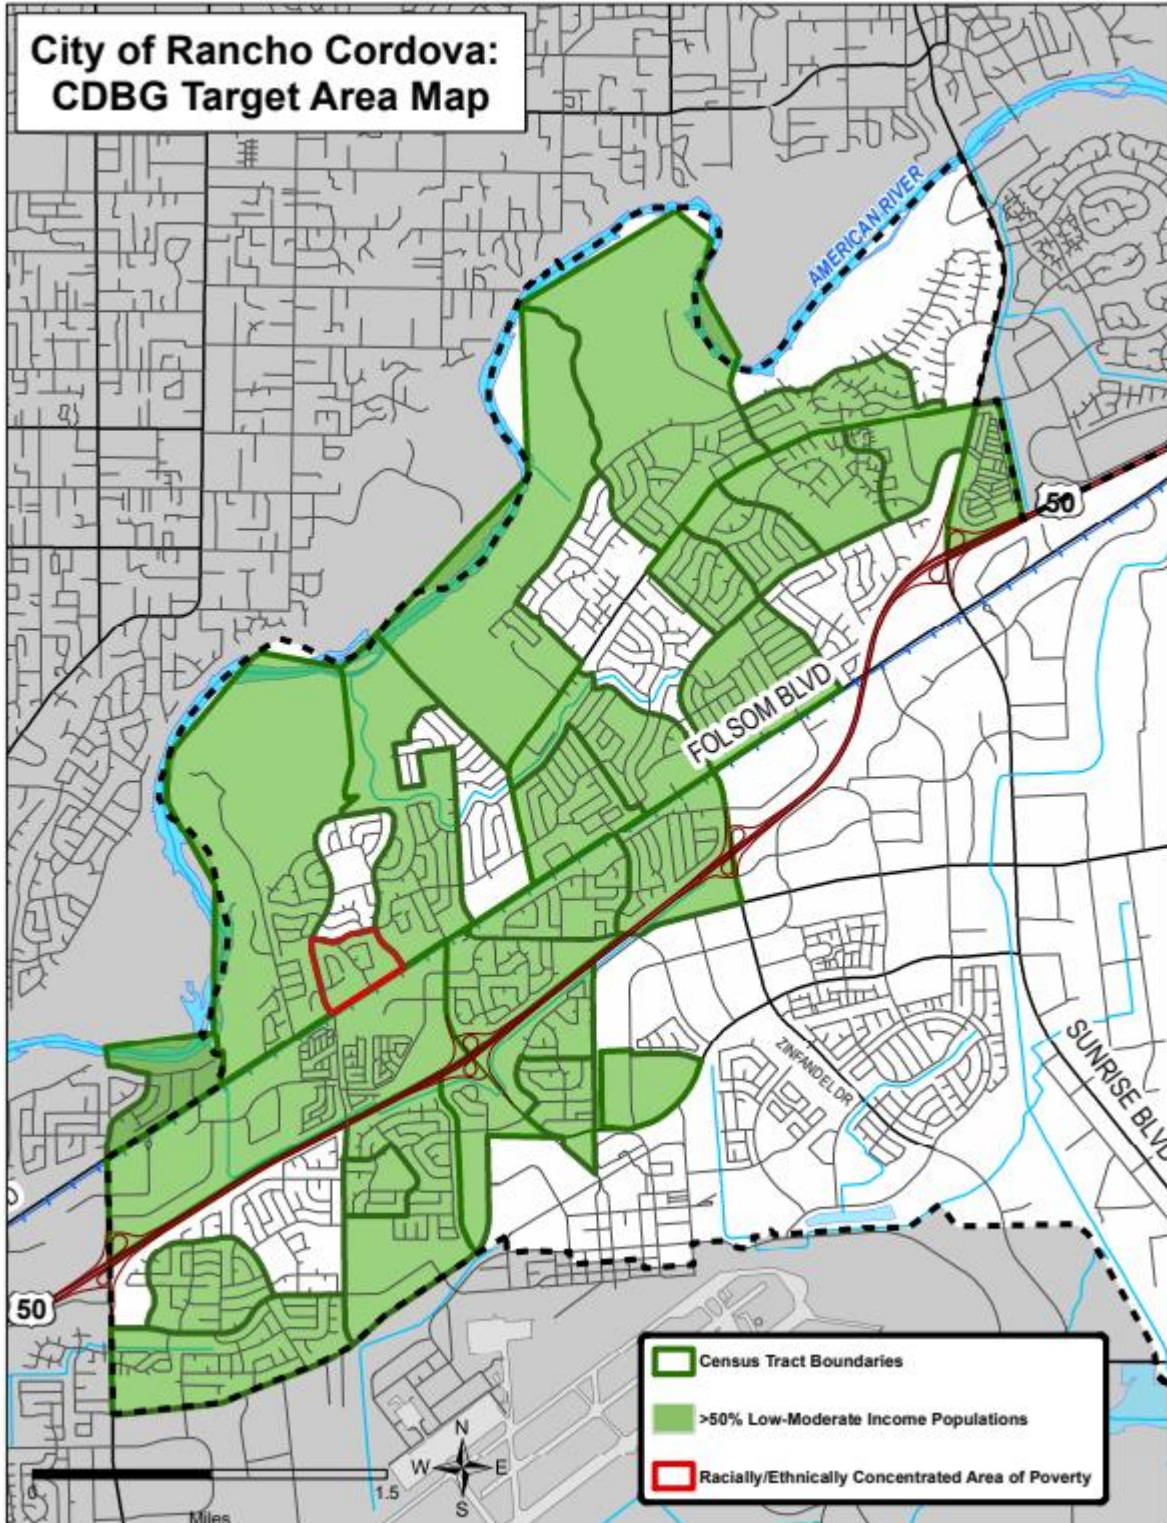 City of Rancho Cordova:
CDBG Target Area Map
AMERICAN RIVER
50
FOLSOM BLVD
ZINFANDEL DR
SUNRISE BLVD
50
Census Tract Boundaries
>50% Low-Moderate Income Populations
Racially/Ethnically Concentrated Area of Poverty
N
W E
S
0 1.5
Miles